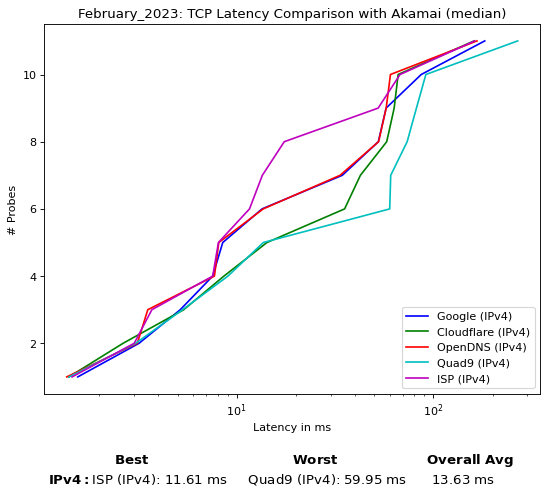 February_2023: TCP Latency Comparison with Akamai (median)
10
8
6
4
2
# Probes
Google (IPv4)
Cloudflare (IPv4)
OpenDNS (IPv4)
Quad9 (IPv4)
ISP (IPv4)
10¹ 10²
Latency in ms
Best Worst Overall Avg
IPv4: ISP (IPv4): 11.61 ms Quad9 (IPv4): 59.95 ms 13.63 ms